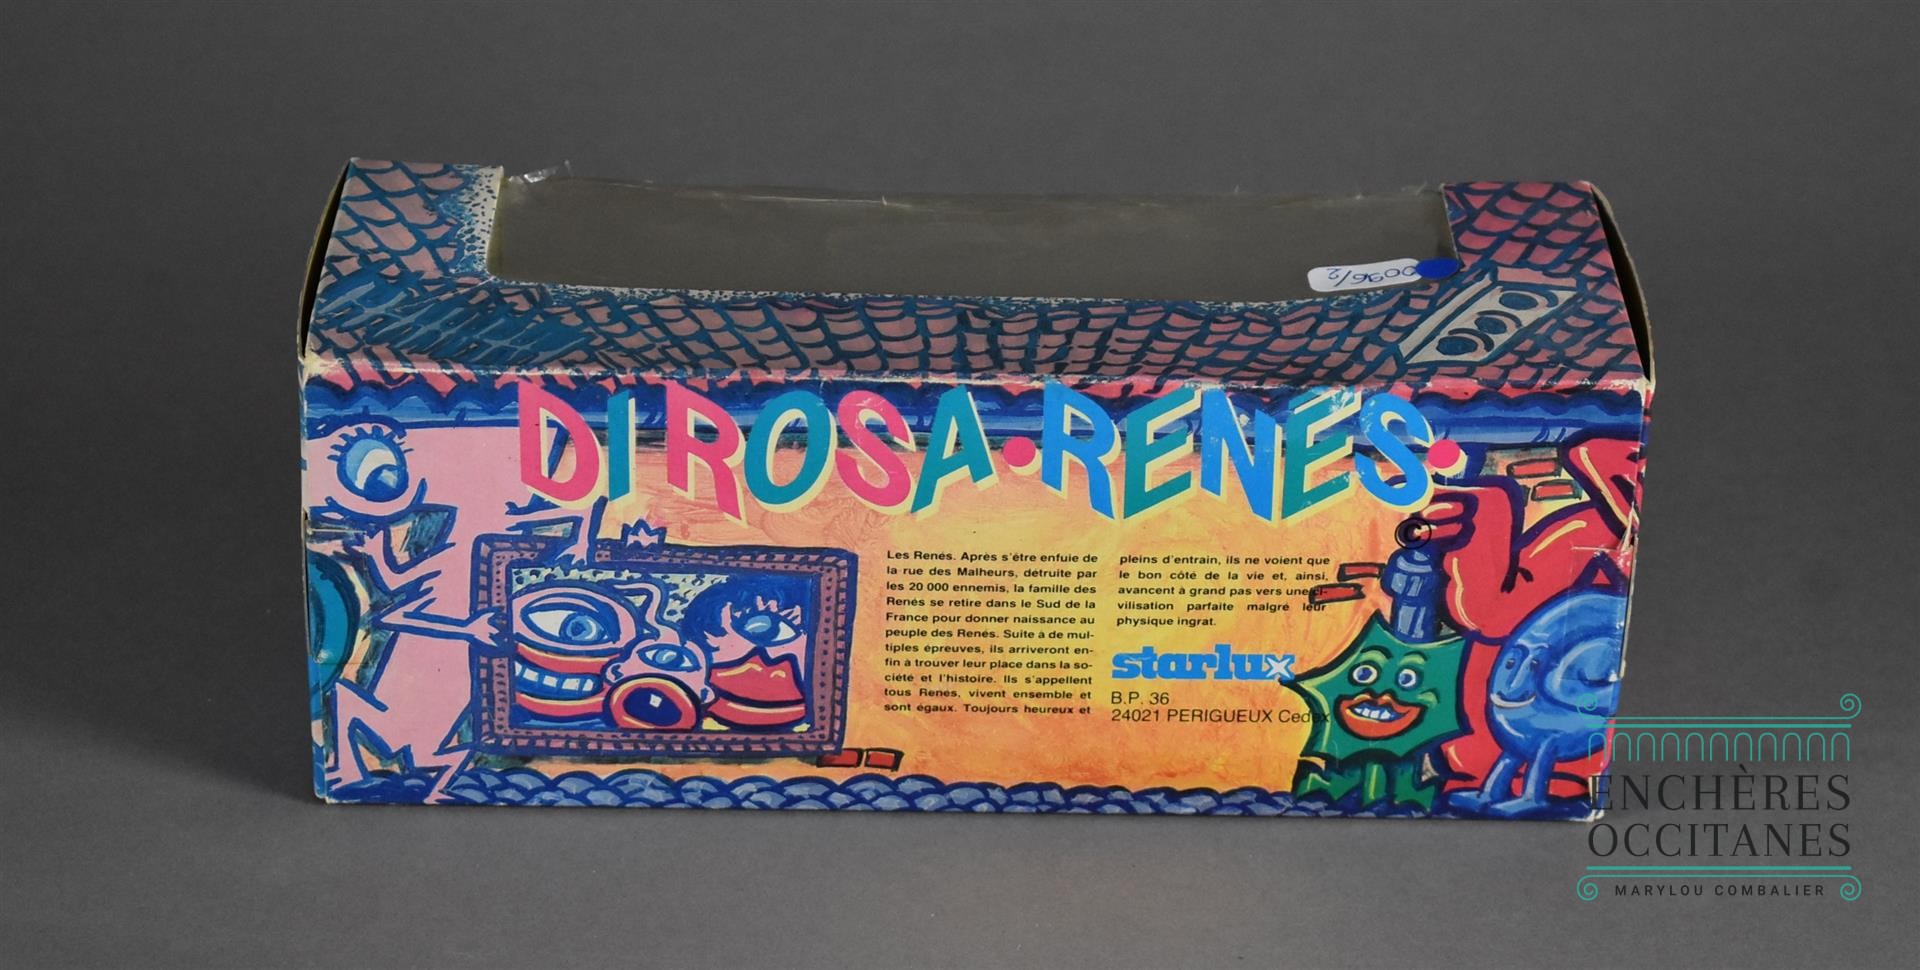 0096/2
DI ROSA • RENÉS •
©
Les Renés. Après s'être enfuie de
la rue des Malheurs, détruite par
les 20 000 ennemis, la famille des
Renés se retire dans le Sud de la
France pour donner naissance au
peuple des Renés. Suite à de mul-
tiples épreuves, ils arriveront en-
fin à trouver leur place dans la so-
ciété et l'histoire. Ils s'appellent
tous Renés, vivent ensemble et
sont égaux. Toujours heureux et
pleins d'entrain, ils ne voient que
le bon côté de la vie et, ainsi,
avancent à grand pas vers une ci-
vilisation parfaite malgré leur
physique ingrat.
starlux
B.P. 36
24021 PERIGUEUX Cedex
ENCHÈRES
OCCITANES
MARYLOU COMBALIER